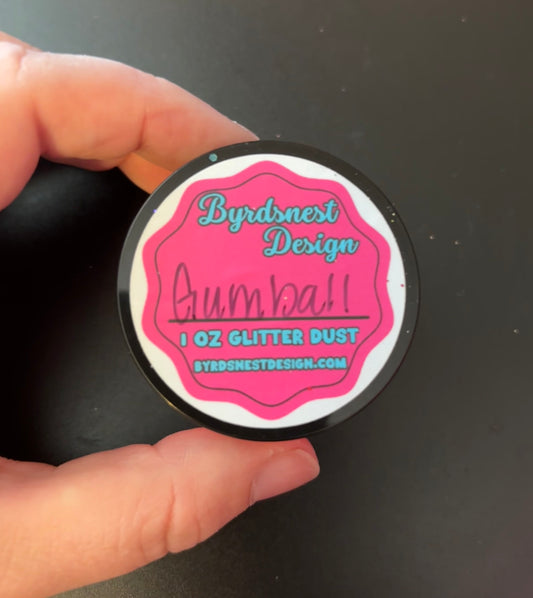 Byrdsnest
Design
Gumball
1 OZ GLITTER DUST
BYRDSNESTDESIGN.COM